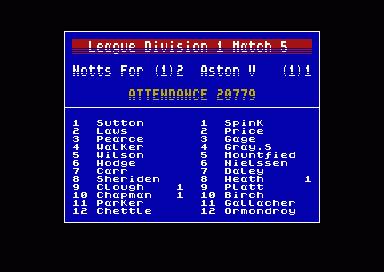 League Division 1 Match 5
Notts For (1)2 Aston V (1)1
ATTENDANCE 20779
1 Sutton 1 Spink
2 Laws 2 Price
3 Pearce 3 Gage
4 Walker 4 Gray.S
5 Wilson 5 Mountfied
6 Hodge 6 Nielssen
7 Carr 7 Daley
8 Sheriden 8 Heath 1
9 Clough 1 9 Platt
10 Chapman 1 10 Birch
11 Parker 11 Gallacher
12 Chettle 12 Ormondroy